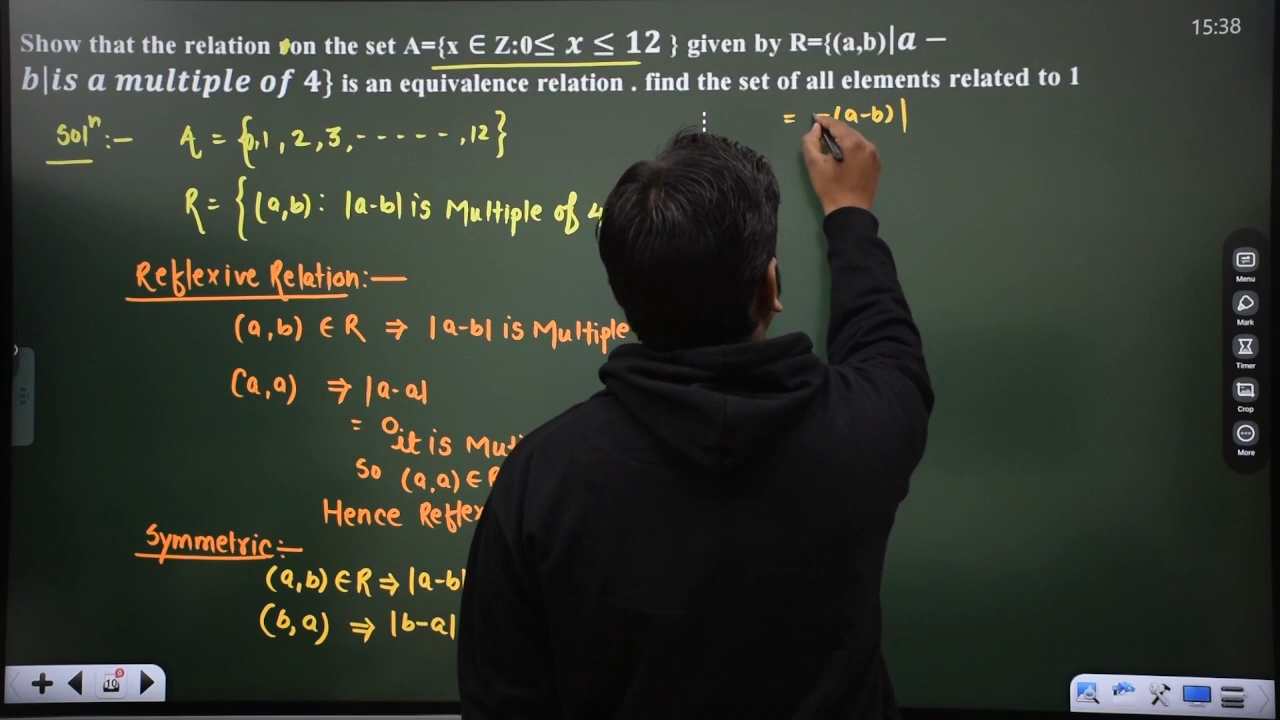 15:38
Show that the relation on the set A={x ∈ Z:0≤ x ≤ 12 } given by R={(a,b)|a −
b|is a multiple of 4} is an equivalence relation . find the set of all elements related to 1
Solⁿ :- A = {0,1,2,3,------,12}
= -(a-b)|
R = {(a,b): |a-b| is Multiple of 4
Reflexive Relation:-
(a,b) ∈ R ⇒ |a-b| is Multiple
(a,a) ⇒ |a-a|
= 0
it is
So (a,a) ∈
Hence
Symmetric:-
(a,b) ∈ R ⇒ |a-b|
(b,a) ⇒ |b-a|
Menu
Mark
Timer
Crop
More
10